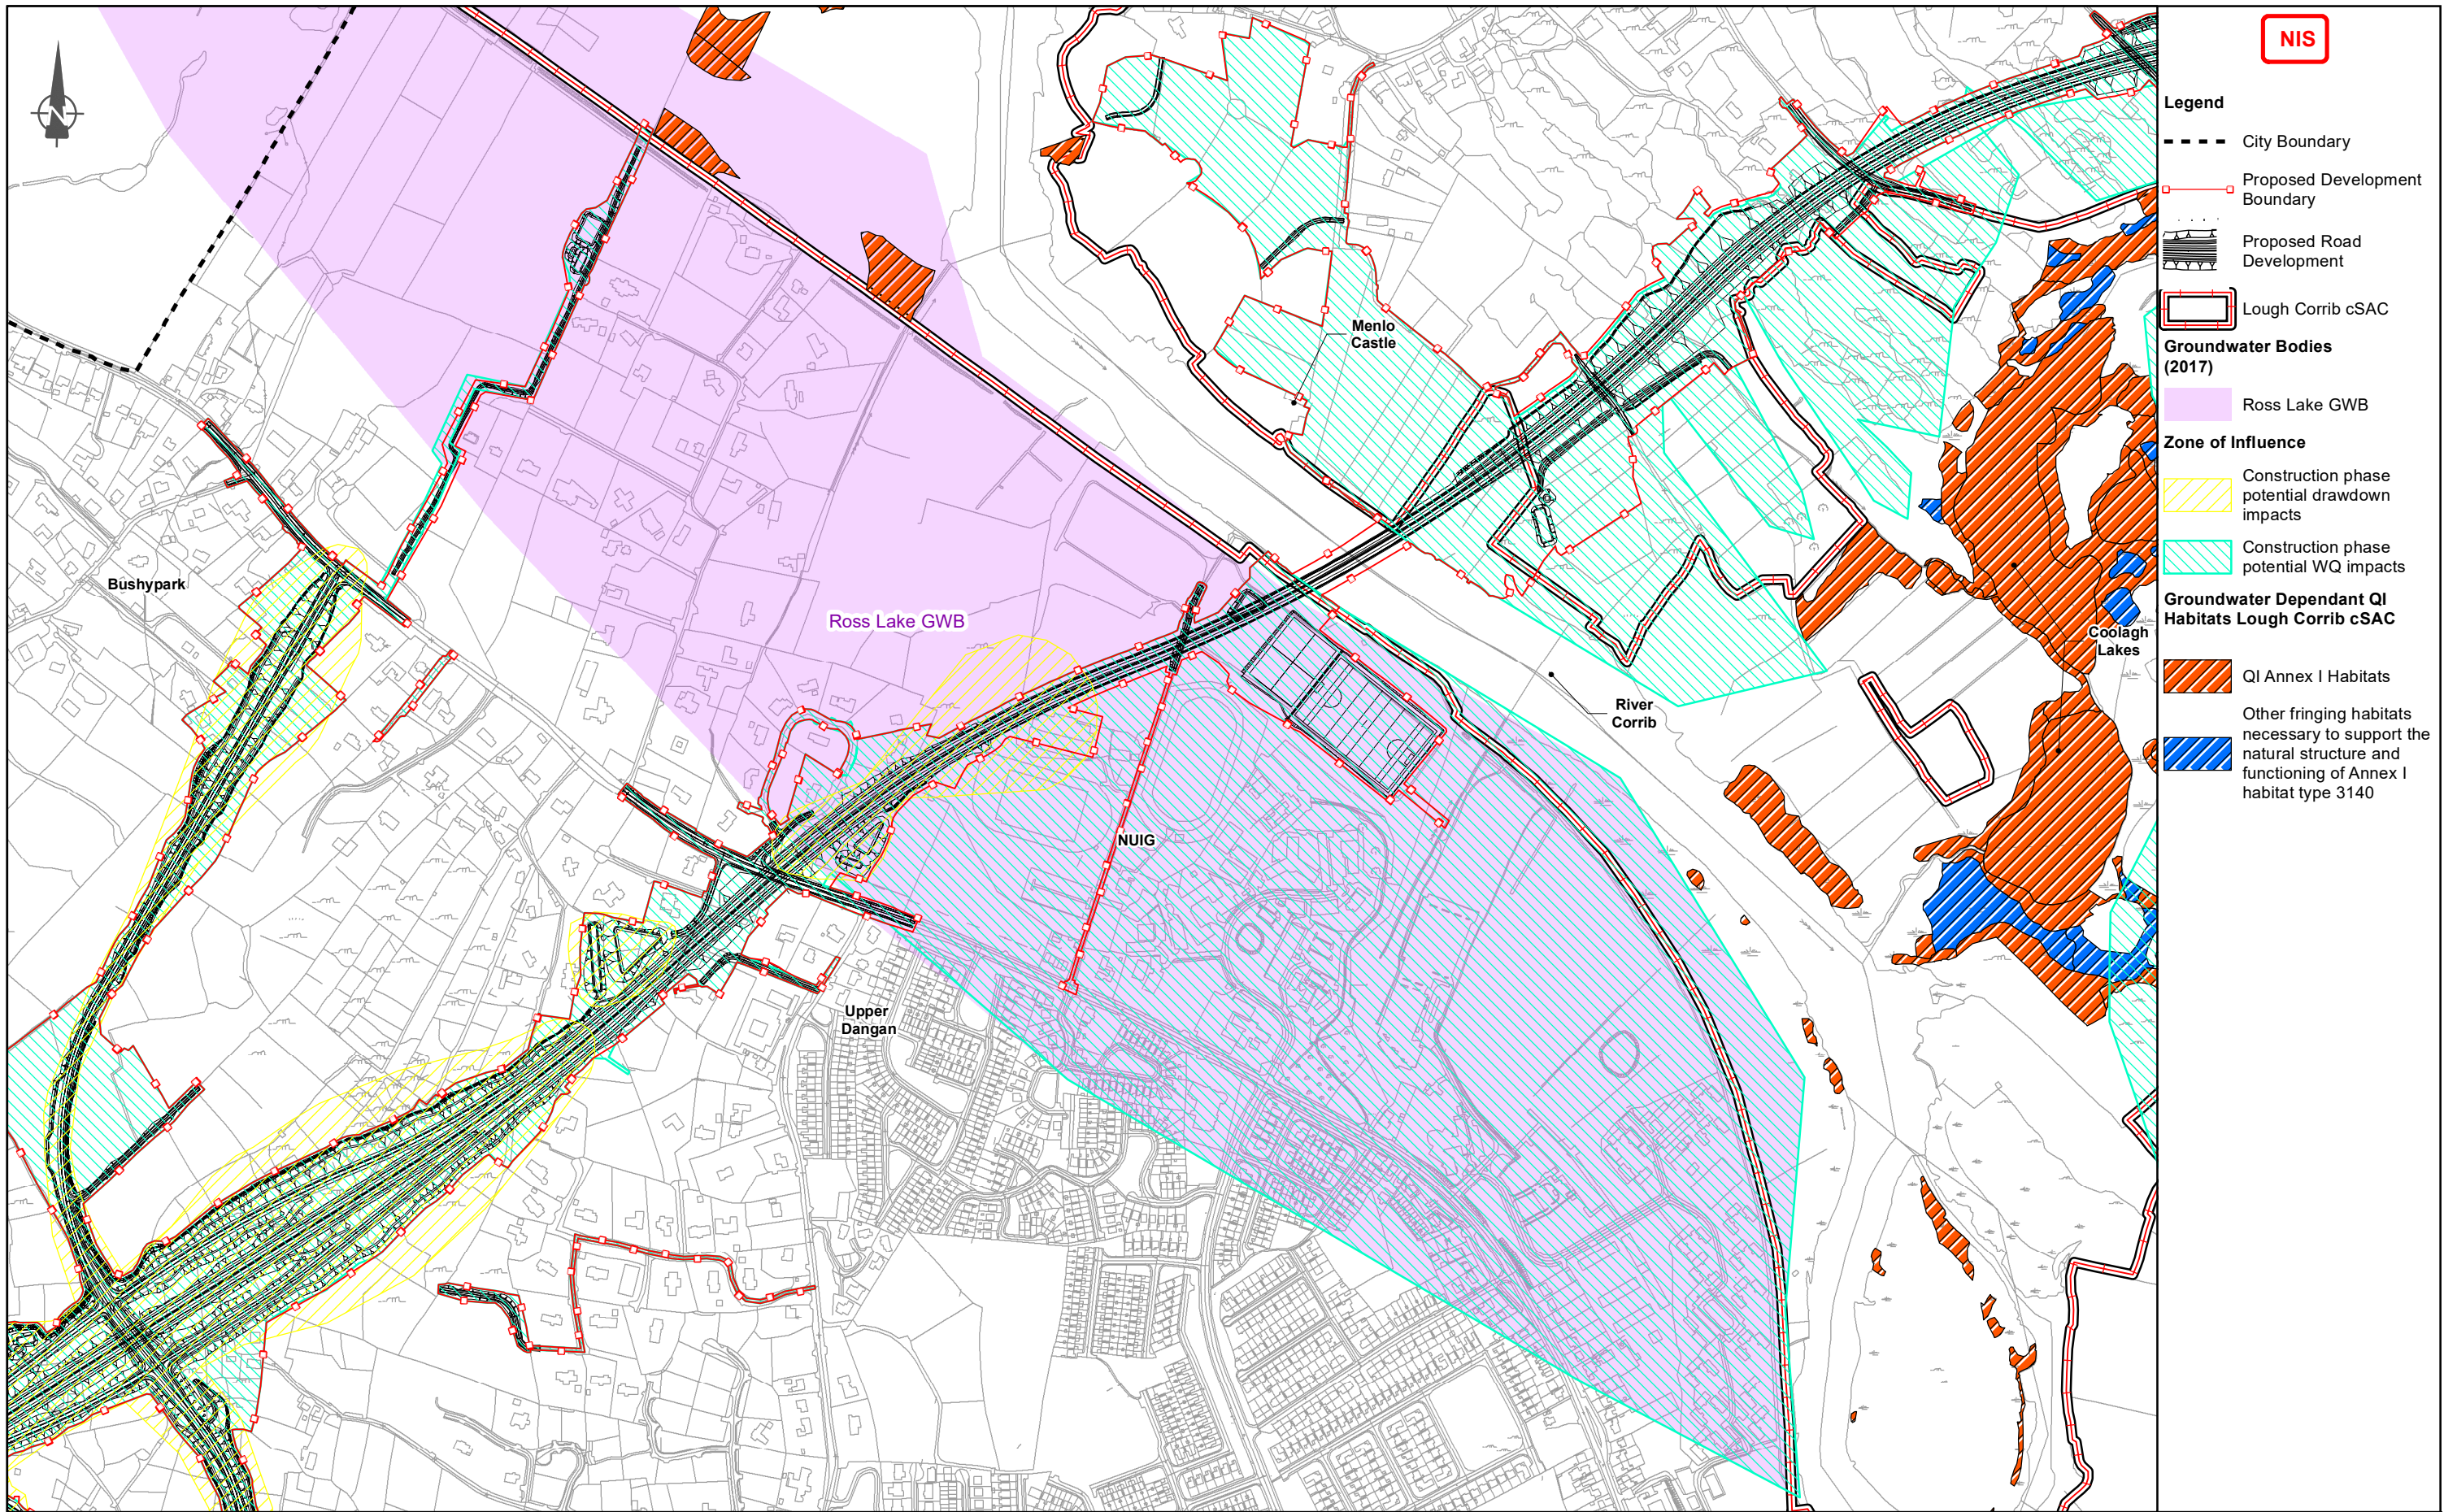 N
Menlo
Castle
Bushypark
Ross Lake GWB
River
Corrib
Coolagh
Lakes
NUIG
Upper
Dangan
NIS
Legend
City Boundary
Proposed Development
Boundary
Proposed Road
Development
Lough Corrib cSAC
Groundwater Bodies
(2017)
Ross Lake GWB
Zone of Influence
Construction phase
potential drawdown
impacts
Construction phase
potential WQ impacts
Groundwater Dependant QI
Habitats Lough Corrib cSAC
QI Annex I Habitats
Other fringing habitats
necessary to support the
natural structure and
functioning of Annex I
habitat type 3140